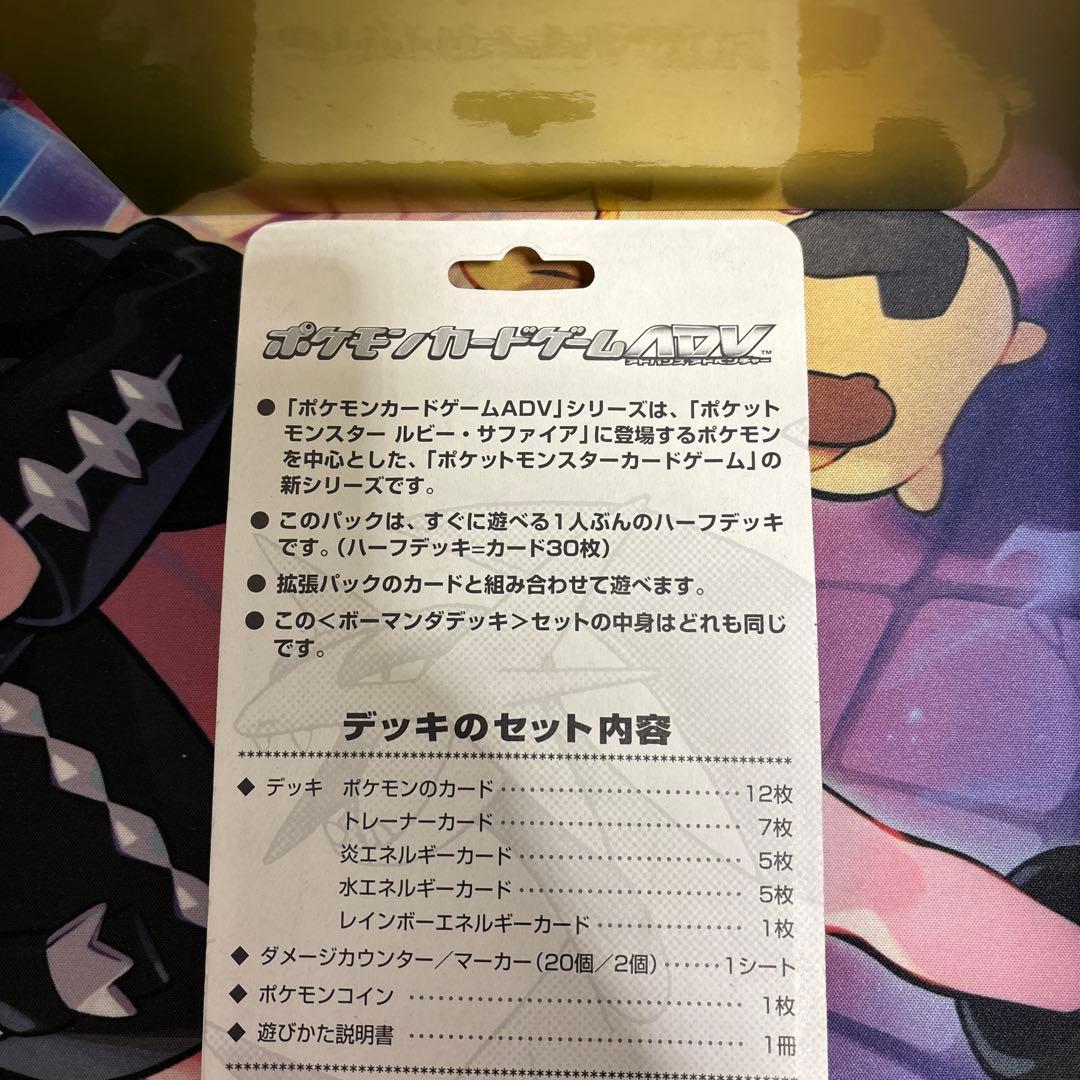 ポケモンカードゲームADV™
アドバンスアドベンチャー
●「ポケモンカードゲームADV」シリーズは、「ポケット
モンスター ルビー・サファイア」に登場するポケモン
を中心とした、「ポケットモンスターカードゲーム」の
新シリーズです。
● このパックは、すぐに遊べる1人ぶんのハーフデッキ
です。(ハーフデッキ=カード30枚)
● 拡張パックのカードと組み合わせて遊べます。
● この<ボーマンダデッキ>セットの中身はどれも同じ
です。
デッキのセット内容
◆ デッキ ポケモンのカード 12枚
トレーナーカード 7枚
炎エネルギーカード 5枚
水エネルギーカード 5枚
レインボーエネルギーカード 1枚
◆ ダメージカウンター/マーカー(20個/2個) 1シート
◆ ポケモンコイン 1枚
◆ 遊びかた説明書 1冊